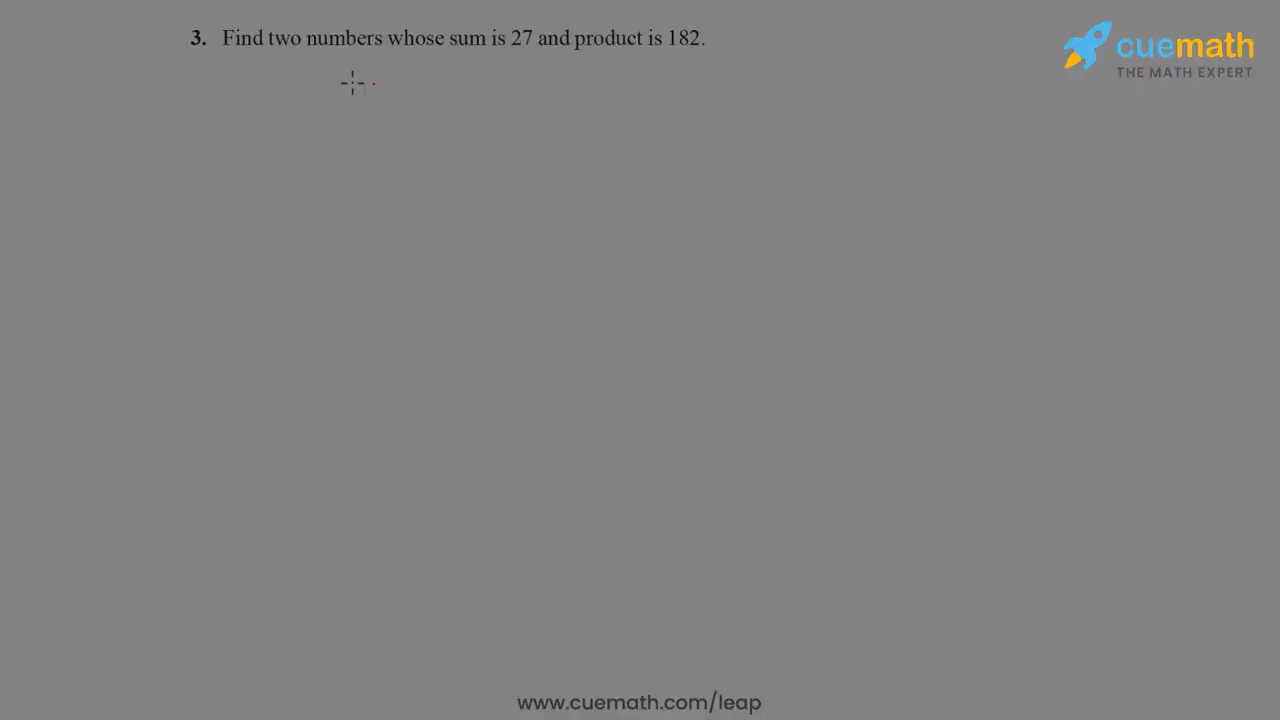 3. Find two numbers whose sum is 27 and product is 182.
cuemath
THE MATH EXPERT
www.cuemath.com/leap